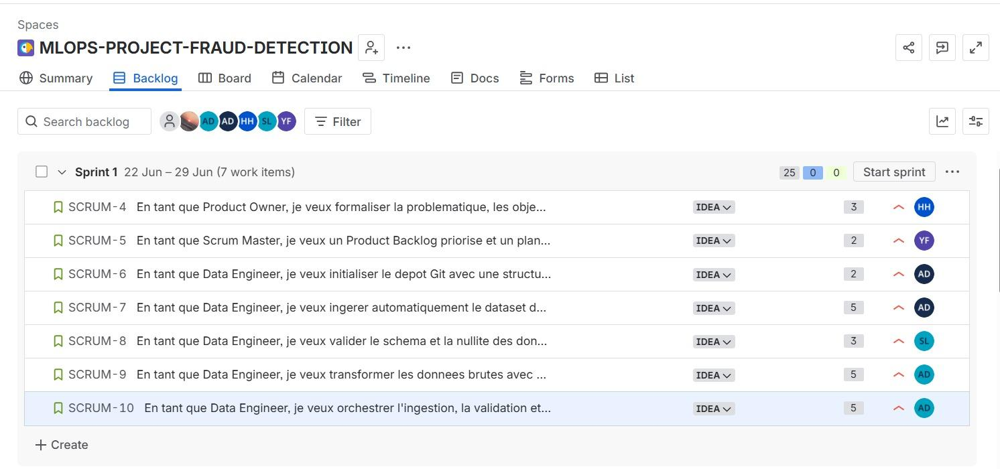 Spaces
MLOPS-PROJECT-FRAUD-DETECTION
Summary Backlog Board Calendar Timeline Docs Forms List
Search backlog AD AD HH SL YF Filter
Sprint 1 22 Jun – 29 Jun (7 work items) 25 0 0 Start sprint
SCRUM-4 En tant que Product Owner, je veux formaliser la problematique, les obje... IDEA 3 HH
SCRUM-5 En tant que Scrum Master, je veux un Product Backlog priorise et un plan... IDEA 2 YF
SCRUM-6 En tant que Data Engineer, je veux initialiser le depot Git avec une structu... IDEA 2 AD
SCRUM-7 En tant que Data Engineer, je veux ingerer automatiquement le dataset d... IDEA 5 AD
SCRUM-8 En tant que Data Engineer, je veux valider le schema et la nullite des don... IDEA 3 SL
SCRUM-9 En tant que Data Engineer, je veux transformer les donnees brutes avec ... IDEA 5 AD
SCRUM-10 En tant que Data Engineer, je veux orchestrer l'ingestion, la validation et... IDEA 5 AD
Create